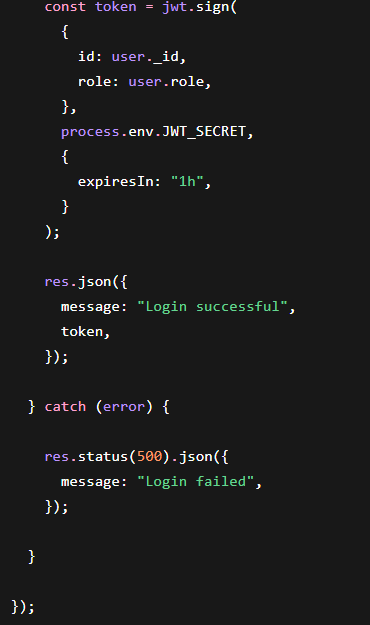 const token = jwt.sign(
{
id: user._id,
role: user.role,
},
process.env.JWT_SECRET,
{
expiresIn: "1h",
}
);
res.json({
message: "Login successful",
token,
});
} catch (error) {
res.status(500).json({
message: "Login failed",
});
}
});